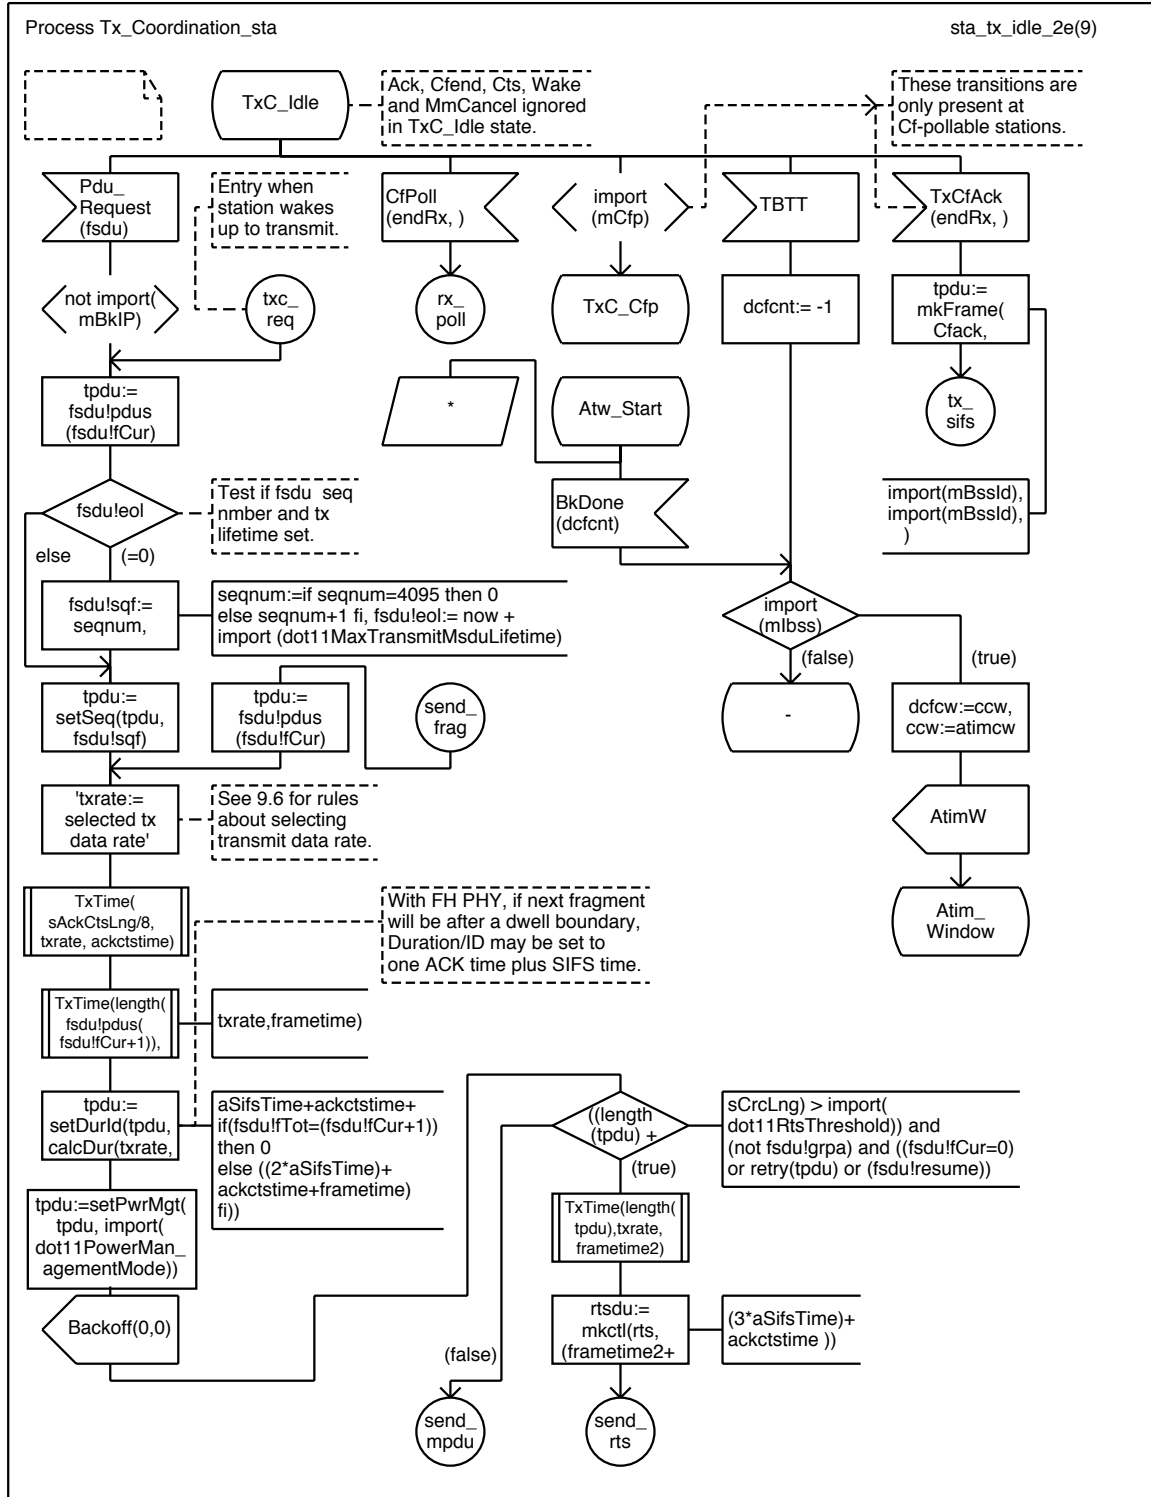 Process Tx_Coordination_sta
sta_tx_idle_2e(9)
TxC_Idle
Ack, Cfend, Cts, Wake
and MmCancel ignored
in TxC_Idle state.
These transitions are
only present at
Cf-pollable stations.
Pdu_
Request
(fsdu)
Entry when
station wakes
up to transmit.
CfPoll
(endRx, )
import
(mCfp)
TBTT
TxCfAck
(endRx, )
not import(
mBkIP)
txc_
req
rx_
poll
TxC_Cfp
dcfcnt:= -1
tpdu:=
mkFrame(
Cfack,
tpdu:=
fsdu!pdus
(fsdu!fCur)
*
Atw_Start
tx_
sifs
fsdu!eol
Test if fsdu  seq
nmber and tx
lifetime set.
BkDone
(dcfcnt)
import(mBssId),
import(mBssId),
)
else
(=0)
fsdu!sqf:=
seqnum,
seqnum:=if seqnum=4095 then 0
else seqnum+1 fi, fsdu!eol:= now +
import (dot11MaxTransmitMsduLifetime)
import
(mIbss)
(false)
(true)
tpdu:=
setSeq(tpdu,
fsdu!sqf)
tpdu:=
fsdu!pdus
(fsdu!fCur)
send_
frag
-
dcfcw:=ccw,
ccw:=atimcw
'txrate:=
selected tx
data rate'
See 9.6 for rules
about selecting
transmit data rate.
AtimW
TxTime(
sAckCtsLng/8,
txrate, ackctstime)
With FH PHY, if next fragment
will be after a dwell boundary,
Duration/ID may be set to
one ACK time plus SIFS time.
Atim_
Window
TxTime(length(
fsdu!pdus(
fsdu!fCur+1)),
txrate,frametime)
tpdu:=
setDurId(tpdu,
calcDur(txrate,
aSifsTime+ackctstime+
if(fsdu!fTot=(fsdu!fCur+1))
then 0
else ((2*aSifsTime)+
ackctstime+frametime)
fi))
((length
(tpdu) +
sCrcLng) > import(
dot11RtsThreshold)) and
(not fsdu!grpa) and ((fsdu!fCur=0)
or retry(tpdu) or (fsdu!resume))
(true)
tpdu:=setPwrMgt(
tpdu, import(
dot11PowerMan_
agementMode))
TxTime(length(
tpdu),txrate,
frametime2)
Backoff(0,0)
rtsdu:=
mkctl(rts,
(frametime2+
(3*aSifsTime)+
ackctstime ))
(false)
send_
mpdu
send_
rts